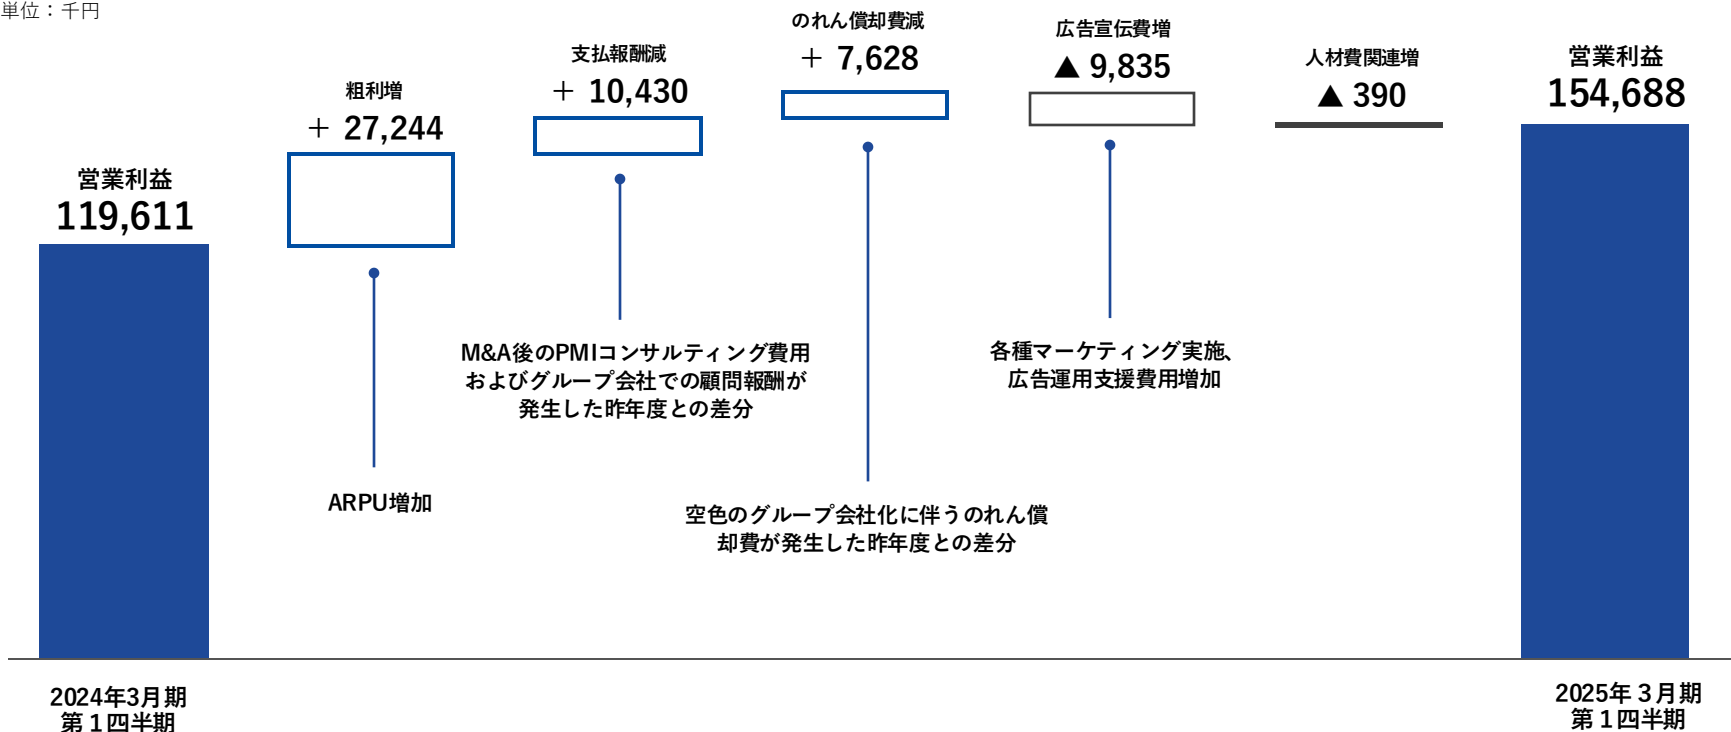 単位：千円
営業利益
119,611
粗利増
＋ 27,244
支払報酬減
＋ 10,430
のれん償却費減
＋ 7,628
広告宣伝費増
▲ 9,835
人材費関連増
▲ 390
営業利益
154,688
ARPU増加
M&A後のPMIコンサルティング費用
およびグループ会社での顧問報酬が
発生した昨年度との差分
空色のグループ会社化に伴うのれん償
却費が発生した昨年度との差分
各種マーケティング実施、
広告運用支援費用増加
2024年3月期
第１四半期
2025年３月期
第１四半期